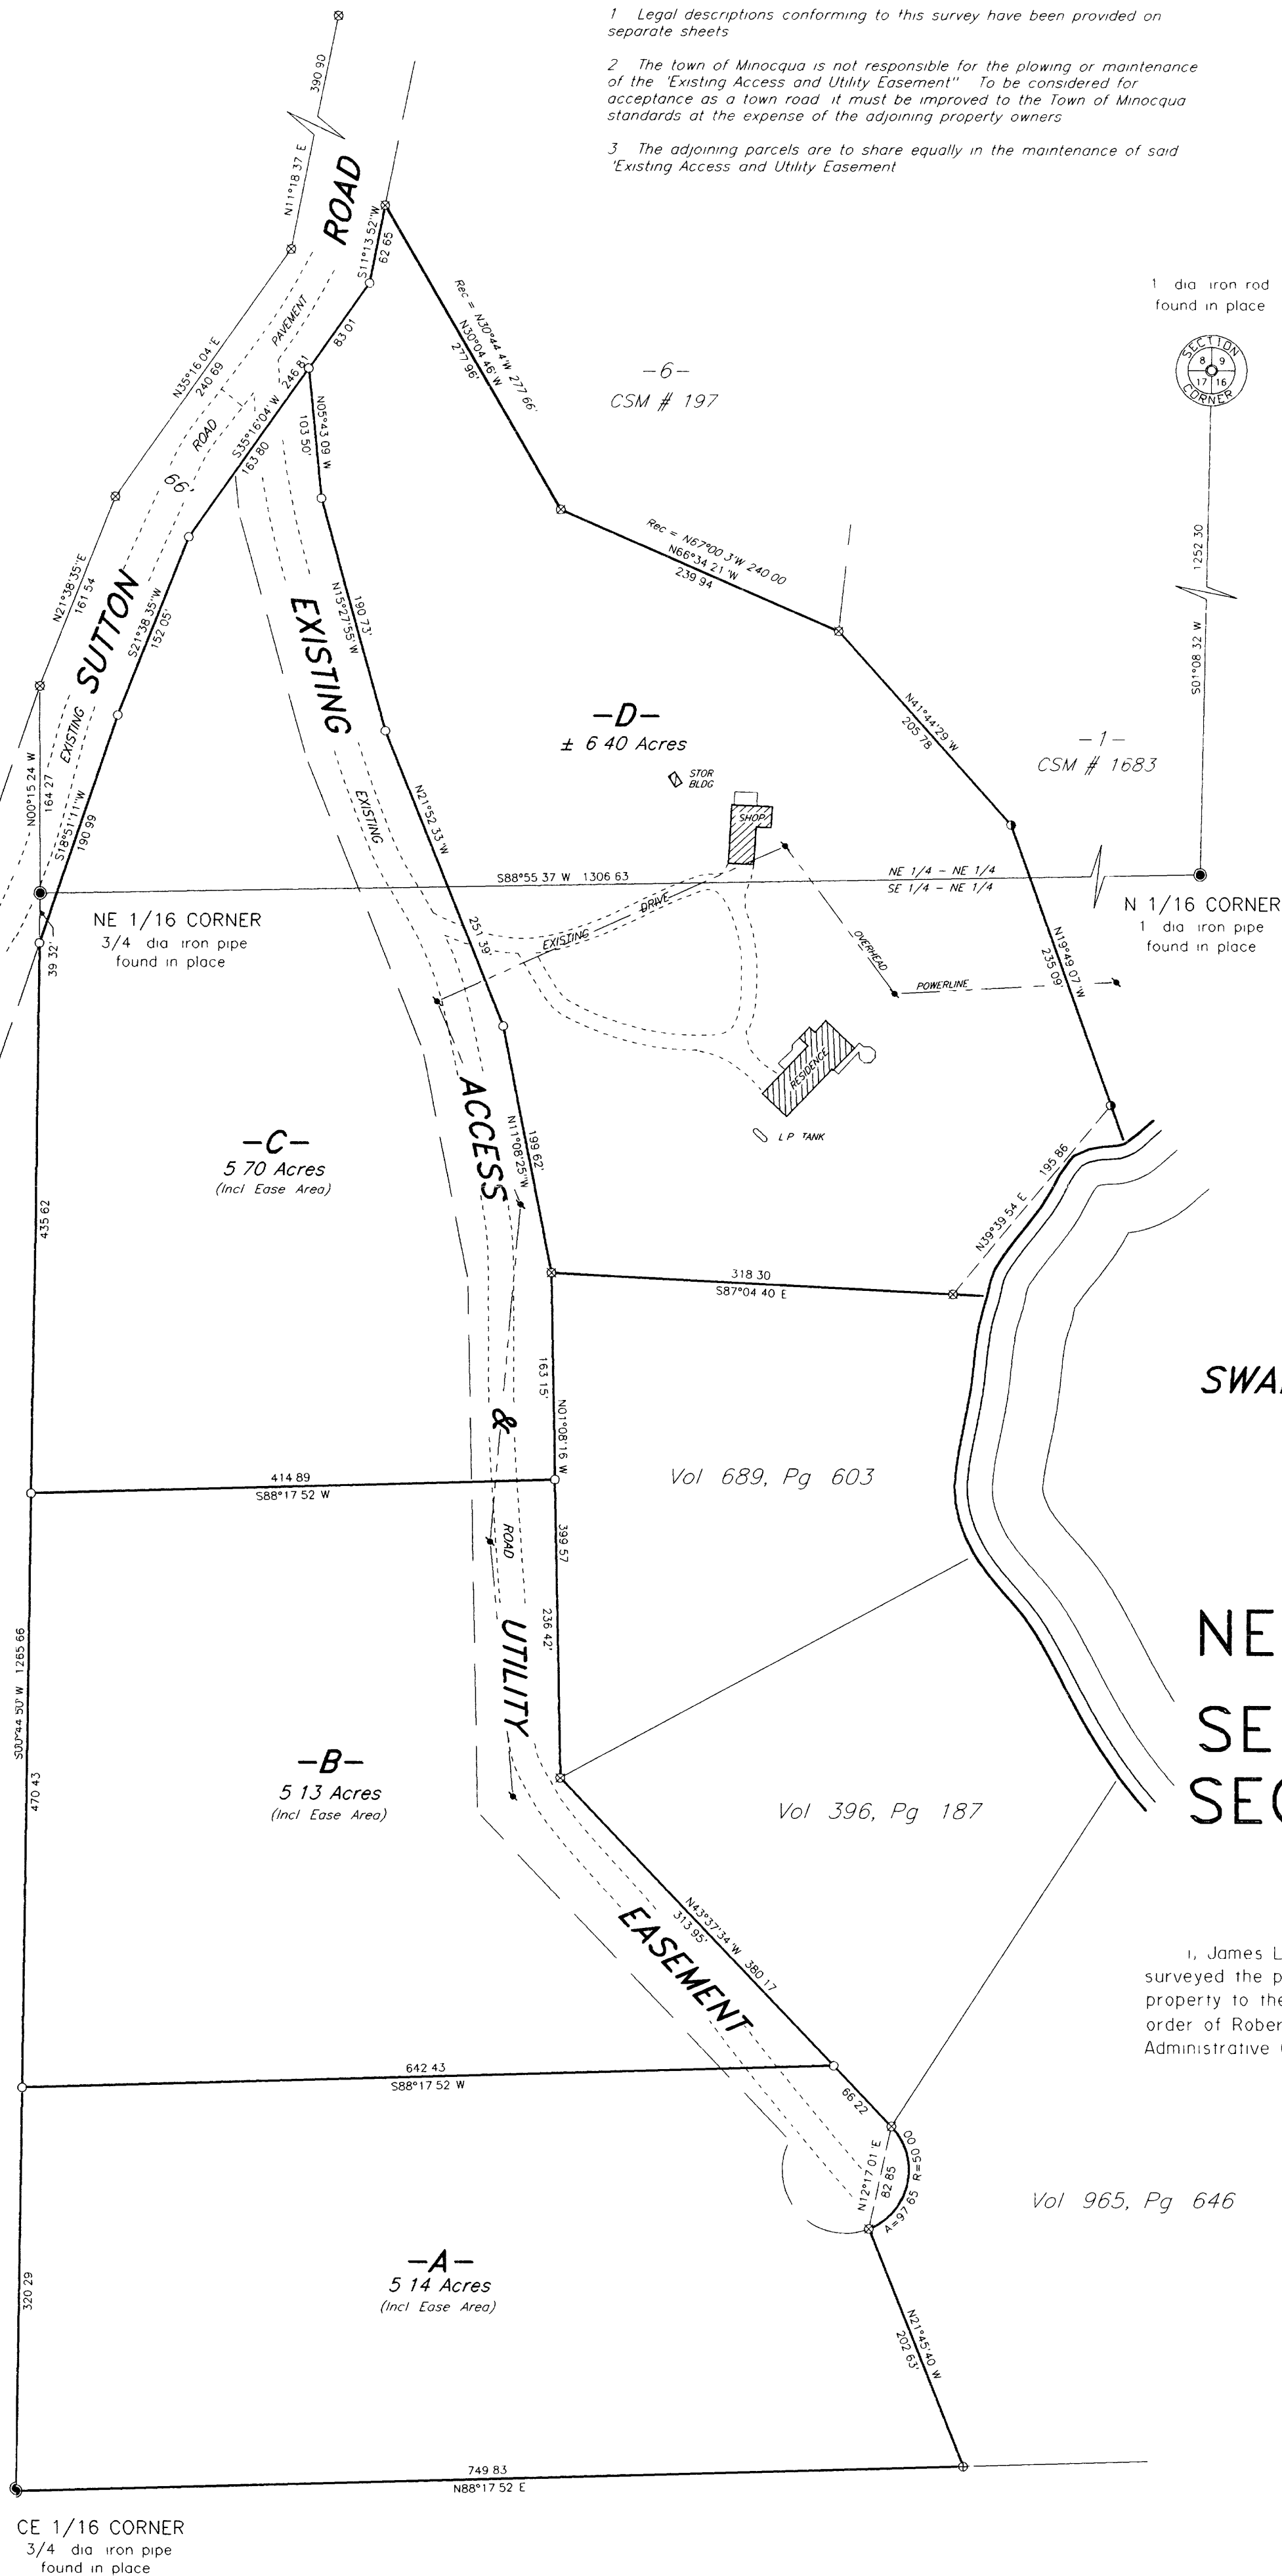 1 Legal descriptions conforming to this survey have been provided on
separate sheets
2 The town of Minocqua is not responsible for the plowing or maintenance
of the 'Existing Access and Utility Easement" To be considered for
acceptance as a town road it must be improved to the Town of Minocqua
standards at the expense of the adjoining property owners
3 The adjoining parcels are to share equally in the maintenance of said
'Existing Access and Utility Easement
390 90
N11°18 37 E
ROAD
S11°13 52"W
62 65
83 01
PAVEMENT
Rec = N30°44 4'W 277 66'
N30°04 46' W
277 96'
-6-
CSM # 197
1 dia iron rod
found in place
SECTION
8 9
17 16
CORNER
N35°16 04'E
240 69
246 81
S35°16'04" W
163 80
ROAD
66'
N05°43 09 W
103 50'
1252 30
S01°08 32 W
Rec = N67°00 3'W 240 00
N66°34 21 'W
239 94
N21°38'35"E
161 54
SUTTON
S21°38 35"W
152 05'
EXISTING
190 73'
N15°27'55" W
EXISTING
-D-
± 6 40 Acres
STOR
BLDG
SHOP
N41°44'29 'W
205 78
-1-
CSM # 1683
N00°15 24 W
164 27
S18°51'11"W
190 99
EXISTING
N21°52 33 'W
251 39'
S88°55 37 W 1306 63
NE 1/4 - NE 1/4
SE 1/4 - NE 1/4
NE 1/16 CORNER
3/4 dia iron pipe
found in place
39 32'
N 1/16 CORNER
1 dia iron pipe
found in place
EXISTING
DRIVE
OVERHEAD
POWERLINE
N19°49 07 'W
235 09'
RESIDENCE
L P TANK
ACCESS
199 62'
N11°08'25"W
-C-
5 70 Acres
(Incl Ease Area)
435 62
195 86
N39°39 54 E
318 30
S87°04 40 E
163 15'
N01°08'16 W
SWA
&
414 89
S88°17 52 W
Vol 689, Pg 603
399 57
ROAD
236 42'
UTILITY
S00°44 50' W 1265 66
470 43
-B-
5 13 Acres
(Incl Ease Area)
NE
SE
SEC
Vol 396, Pg 187
N43°37'34 'W 380 17
313 95'
EASEMENT
I, James L
surveyed the p
property to the
order of Rober
Administrative
642 43
S88°17 52 W
66 22
N12°17 01 'E
82 85
A=97 65 R=50 00
Vol 965, Pg 646
-A-
5 14 Acres
(Incl Ease Area)
320 29
N21°45'40 W
202 63'
749 83
N88°17 52 E
CE 1/16 CORNER
3/4 dia iron pipe
found in place